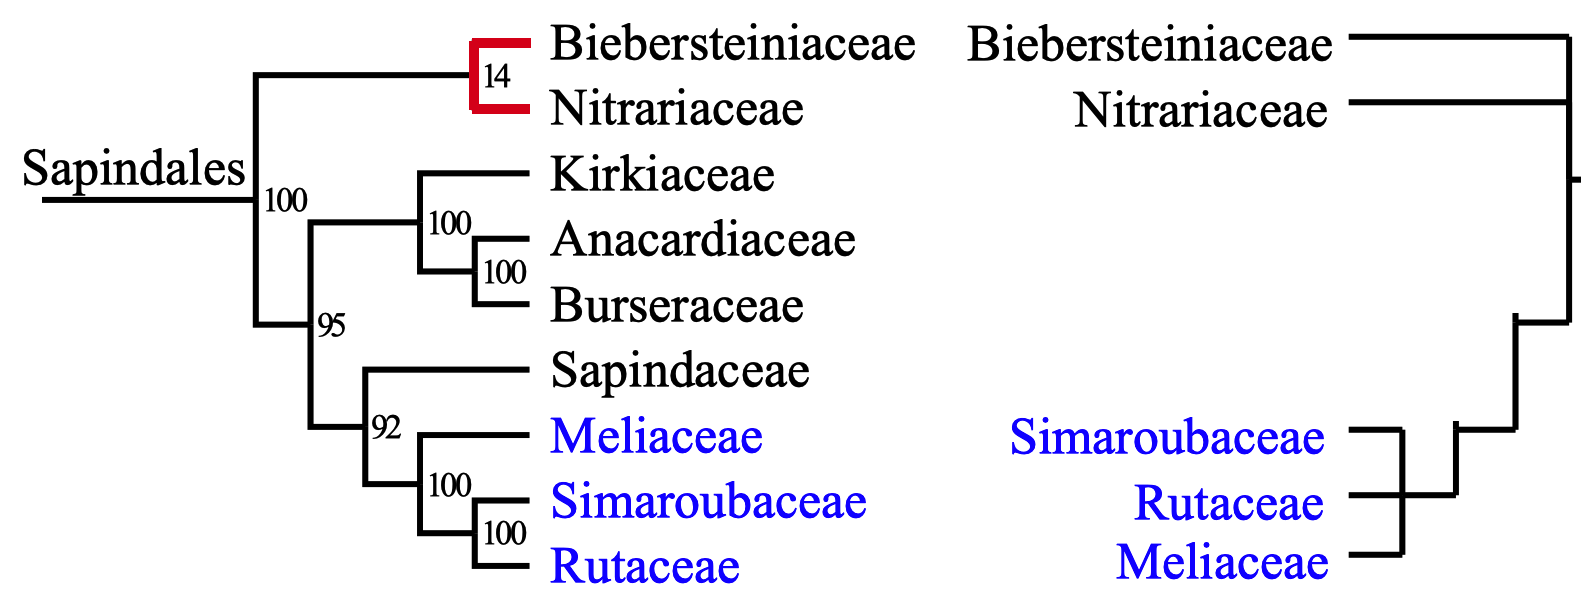 Biebersteiniaceae
14
Nitrariaceae
Sapindales
100
Kirkiaceae
100
Anacardiaceae
100
Burseraceae
95
Sapindaceae
92
Meliaceae
100
Simaroubaceae
100
Rutaceae
Biebersteiniaceae
Nitrariaceae
Simaroubaceae
Rutaceae
Meliaceae